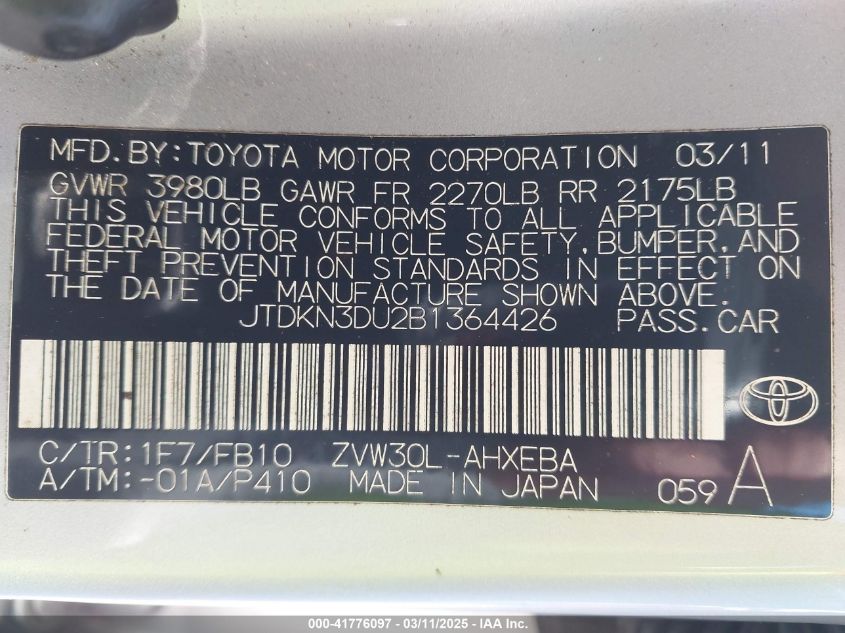 MFD.BY:TOYOTA MOTOR CORPORATION 03/11
GVWR 3980LB GAWR FR 2270LB RR 2175LB
THIS VEHICLE CONFORMS TO ALL APPLICABLE
FEDERAL MOTOR VEHICLE SAFETY,BUMPER,AND
THEFT PREVENTION STANDARDS IN EFFECT ON
THE DATE OF MANUFACTURE SHOWN ABOVE.
JTDKN3DU2B1364426 PASS.CAR
C/TR:1F7/FB10 ZVW30L-AHXEBA
A/TM:-01A/P410 MADE IN JAPAN 059 A
000-41776097 - 03/11/2025 - IAA Inc.